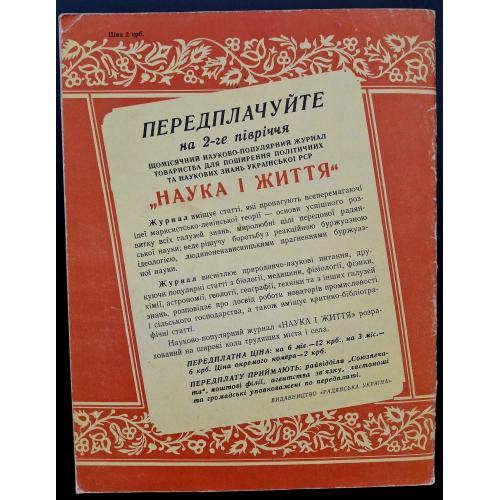 Ціна 2 крб.
ПЕРЕДПЛАЧУЙТЕ
на 2-ге півріччя
ЩОМІСЯЧНИЙ НАУКОВО-ПОПУЛЯРНИЙ ЖУРНАЛ
ТОВАРИСТВА ДЛЯ ПОШИРЕННЯ ПОЛІТИЧНИХ
ТА НАУКОВИХ ЗНАНЬ УКРАЇНСЬКОЇ РСР
„НАУКА І ЖИТТЯ“
Журнал вміщує статті, які пропагують всеперемагаючі
ідеї марксистсько-ленінської теорії — основи успішного роз-
витку всіх галузей знань, миролюбні цілі передової радян-
ської науки; веде рішучу боротьбу з реакційною буржуазною
ідеологією, людиноненависницькими прагненнями буржуаз-
ної науки.
Журнал висвітлює природничо-наукові питання, дру-
куючи популярні статті з біології, медицини, фізіології, фізики,
хімії, астрономії, геології, географії, техніки та з інших галузей
знань, розповідає про досвід роботи новаторів промисловості
і сільського господарства, а також вміщує критико-бібліогра-
фічні статті.
Науково-популярний журнал «НАУКА І ЖИТТЯ» розра-
хований на широкі кола трудящих міста і села.
ПЕРЕДПЛАТНА ЦІНА: на 6 міс.—12 крб., на 3 міс.—
6 крб. Ціна окремого номера—2 крб.
ПЕРЕДПЛАТУ ПРИЙМАЮТЬ: райвідділи „Союздпеча-
та“, поштові філії, агентства зв'язку, листоноші
та громадські уповноважені по передплаті.
ВИДАВНИЦТВО «РАДЯНСЬКА УКРАЇНА».